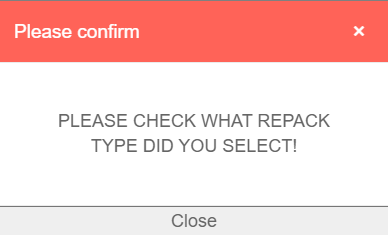 Please confirm ×
PLEASE CHECK WHAT REPACK
TYPE DID YOU SELECT!
Close